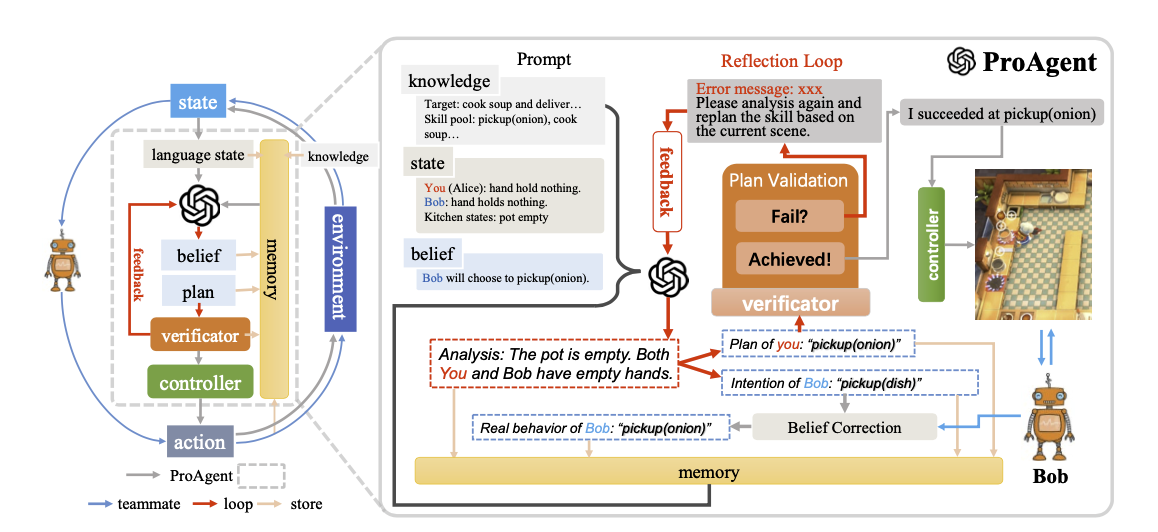 state
language state
knowledge
belief
plan
verificator
controller
action
feedback
memory
environment
ProAgent
teammate
loop
store
Prompt
knowledge
Target: cook soup and deliver…
Skill pool: pickup(onion), cook
soup…
state
You (Alice): hand hold nothing.
Bob: hand holds nothing.
Kitchen states: pot empty
belief
Bob will choose to pickup(onion).
Reflection Loop
Error message: xxx
Please analysis again and
replan the skill based on
the current scene.
feedback
Plan Validation
Fail?
Achieved!
verificator
ProAgent
I succeeded at pickup(onion)
controller
Analysis: The pot is empty. Both
You and Bob have empty hands.
Plan of you: “pickup(onion)”
Intention of Bob: “pickup(dish)”
Real behavior of Bob: “pickup(onion)”
Belief Correction
memory
Bob